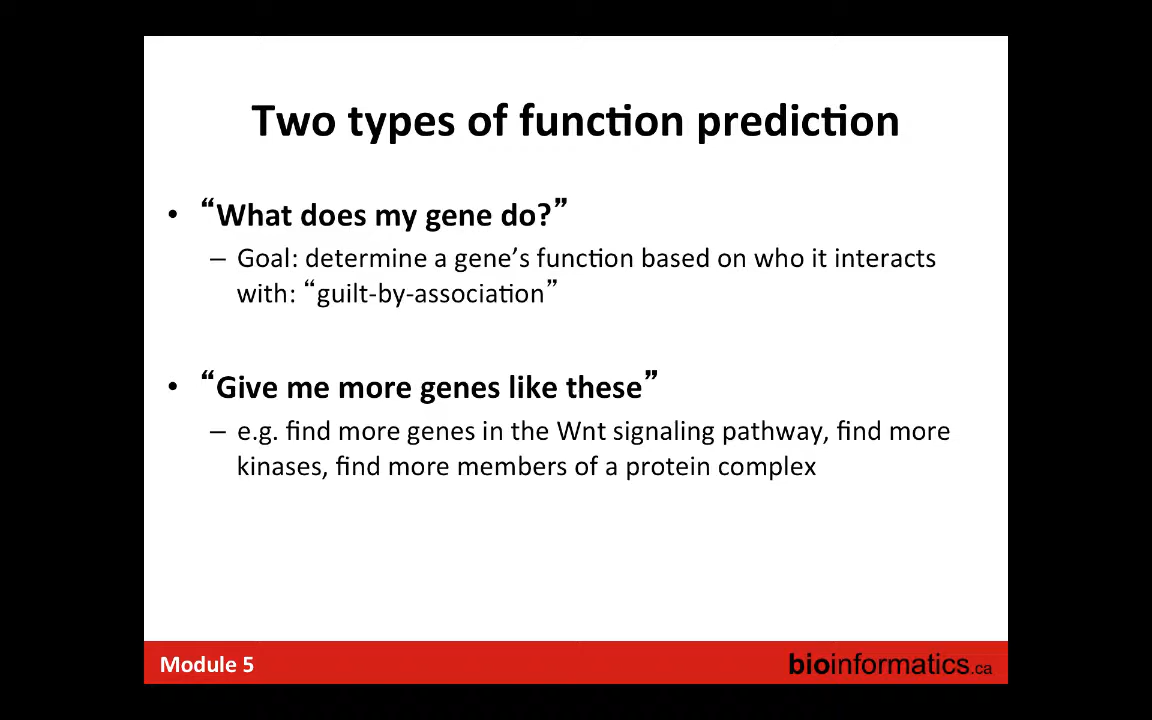 Two types of function prediction
• “What does my gene do?”
– Goal: determine a gene’s function based on who it interacts
with: “guilt-by-association”
• “Give me more genes like these”
– e.g. find more genes in the Wnt signaling pathway, find more
kinases, find more members of a protein complex
Module 5
bioinformatics.ca